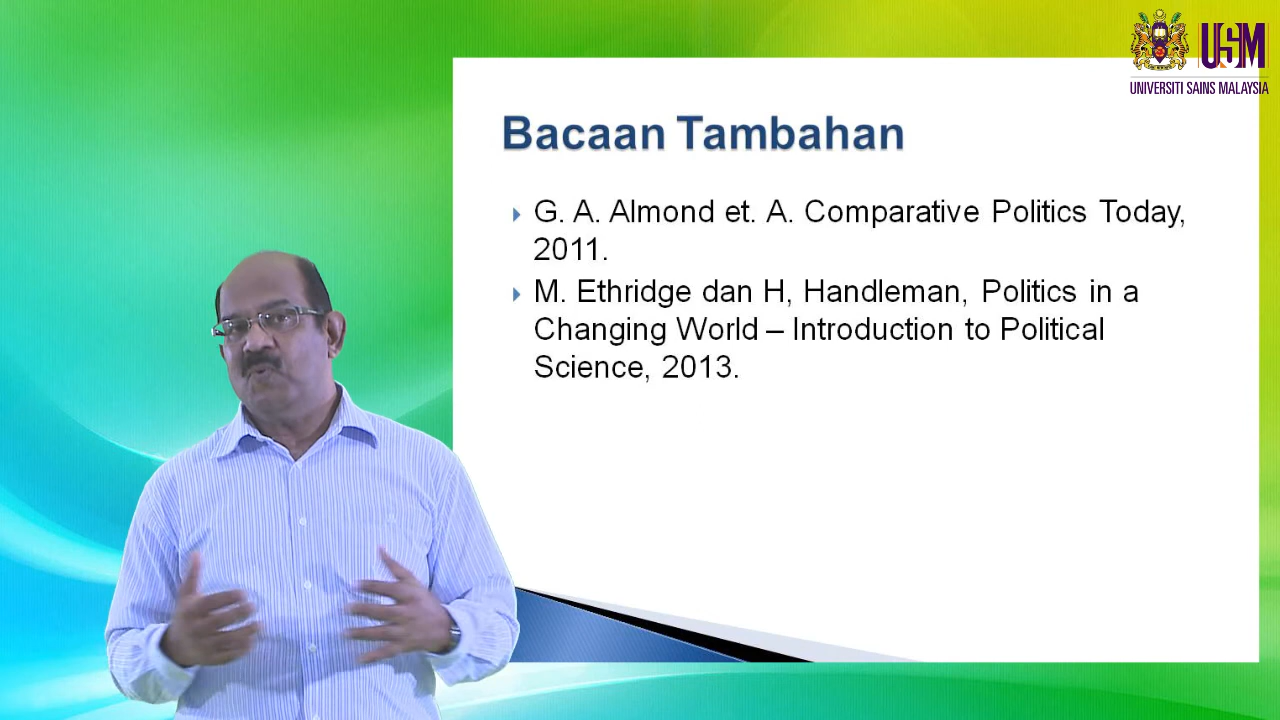 USM
UNIVERSITI SAINS MALAYSIA
Bacaan Tambahan
G. A. Almond et. A. Comparative Politics Today,
2011.
M. Ethridge dan H, Handleman, Politics in a
Changing World – Introduction to Political
Science, 2013.